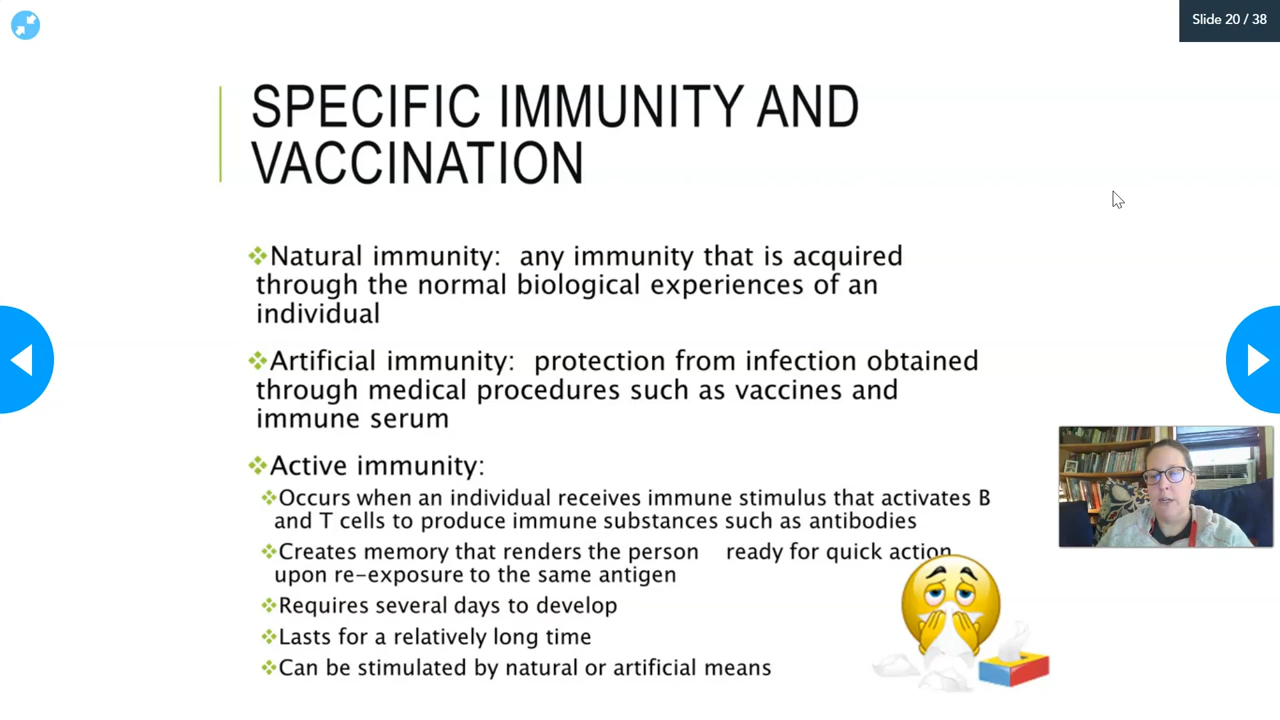 Slide 20 / 38
SPECIFIC IMMUNITY AND
VACCINATION
❖Natural immunity: any immunity that is acquired
through the normal biological experiences of an
individual
❖Artificial immunity: protection from infection obtained
through medical procedures such as vaccines and
immune serum
❖Active immunity:
❖Occurs when an individual receives immune stimulus that activates B
and T cells to produce immune substances such as antibodies
❖Creates memory that renders the person ready for quick action
upon re-exposure to the same antigen
❖Requires several days to develop
❖Lasts for a relatively long time
❖Can be stimulated by natural or artificial means